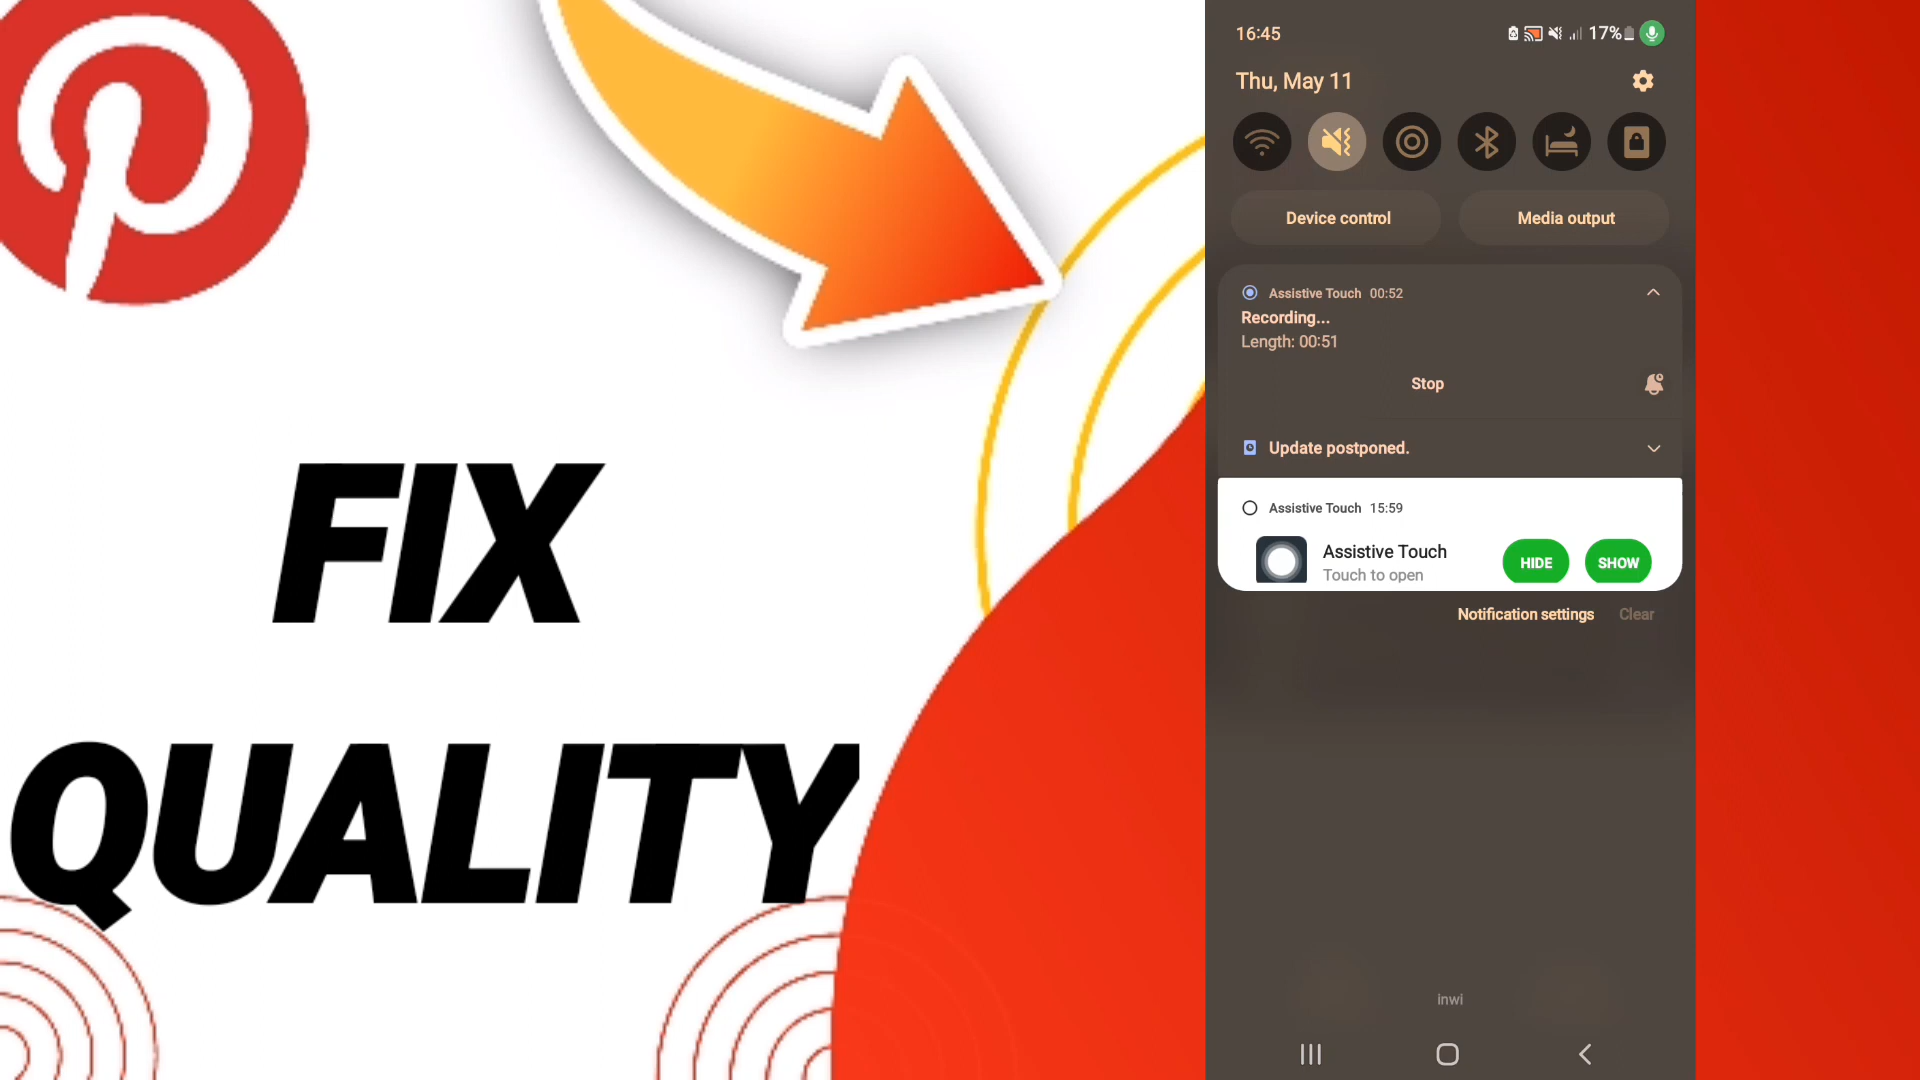 FIX
QUALITY
16:45
17%
Thu, May 11
Device control
Media output
Assistive Touch 00:52
Recording...
Length: 00:51
Stop
Update postponed.
Assistive Touch 15:59
Assistive Touch
Touch to open
HIDE
SHOW
Notification settings
Clear
inwi